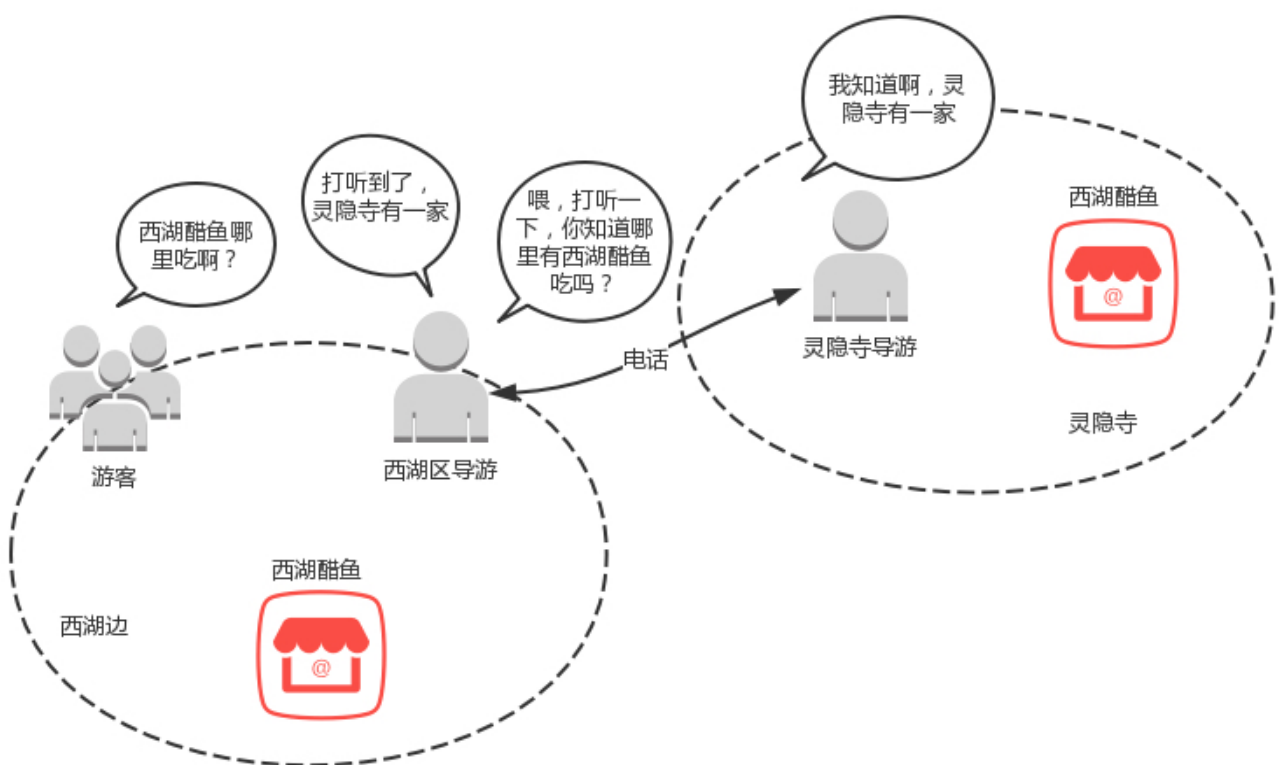 我知道啊，灵
隐寺有一家
打听到了，
灵隐寺有一家
喂，打听一
下，你知道哪
里有西湖醋鱼
吃吗？
西湖醋鱼哪
里吃啊？
西湖醋鱼
@
灵隐寺导游
电话
灵隐寺
游客
西湖区导游
西湖醋鱼
西湖边
@